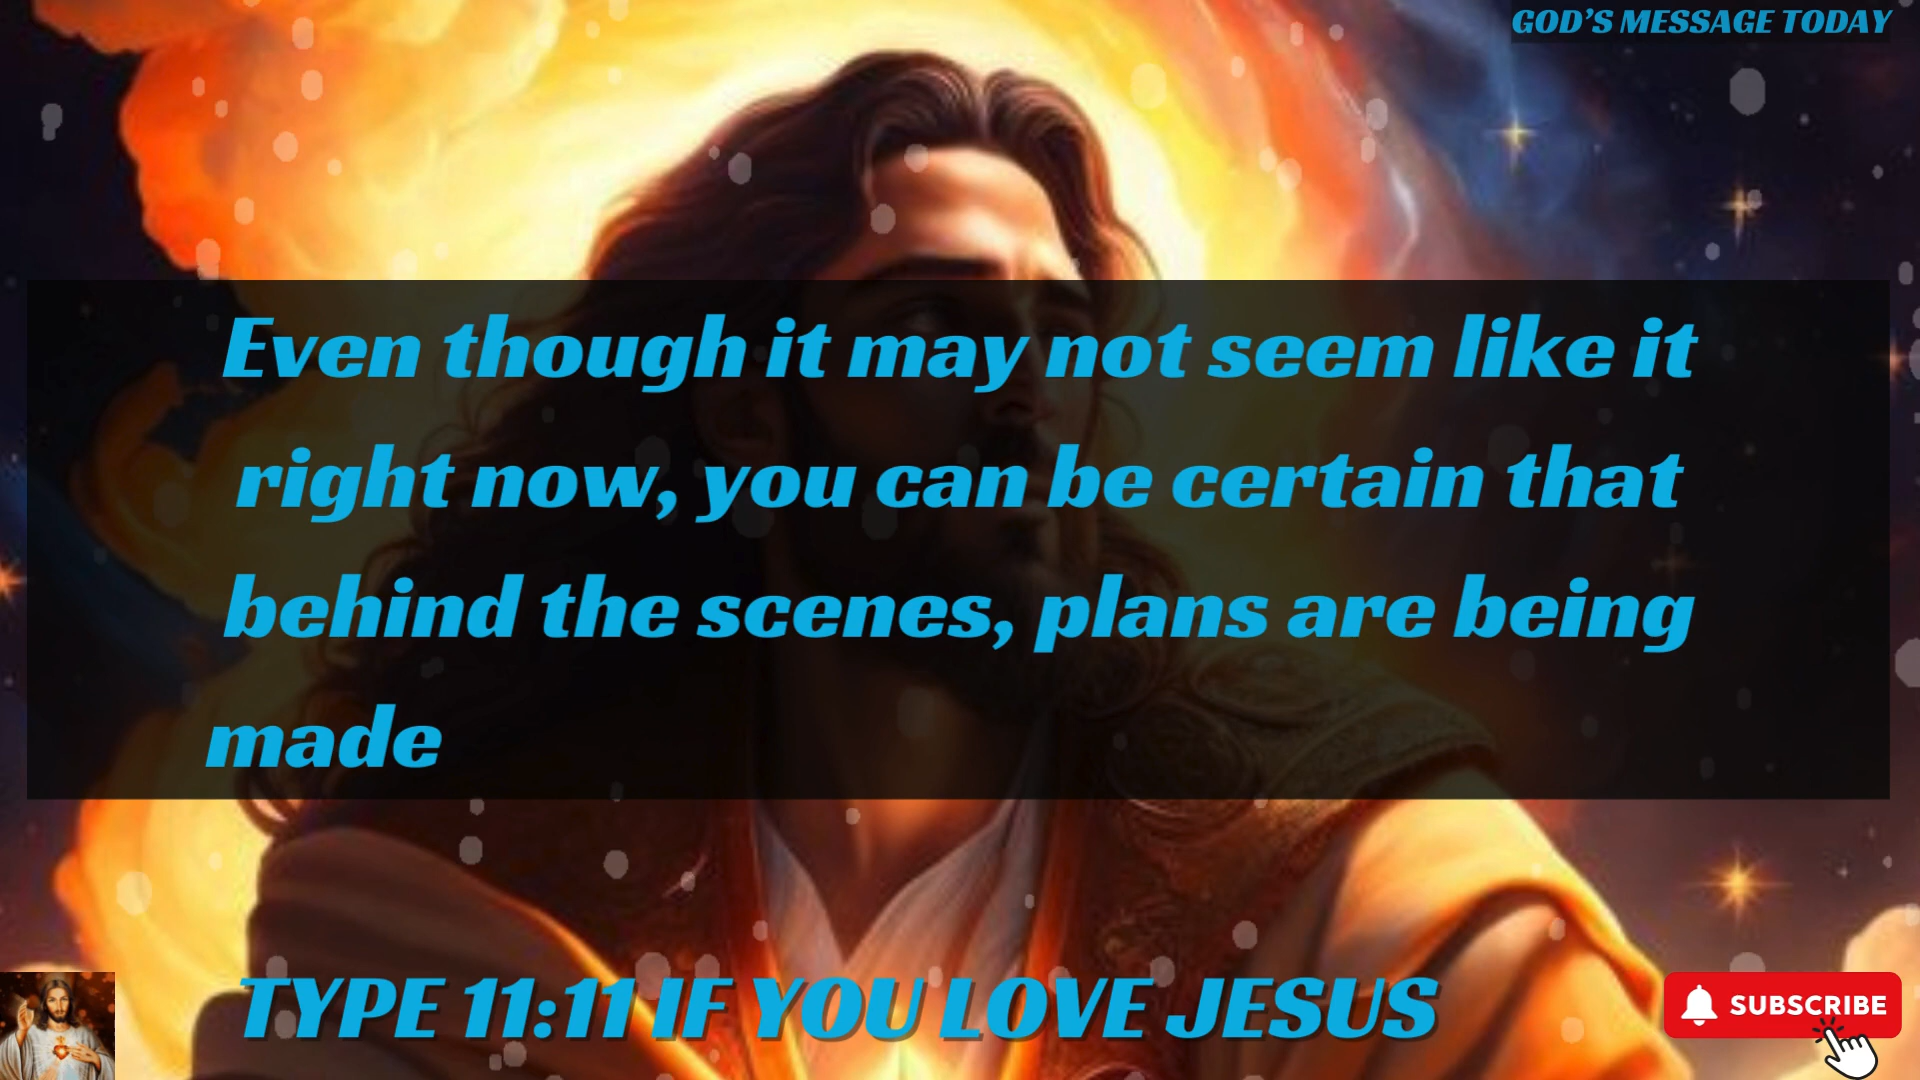 GOD'S MESSAGE TODAY
Even though it may not seem like it
right now, you can be certain that
behind the scenes, plans are being
made
TYPE 11:11 IF YOU LOVE JESUS
SUBSCRIBE